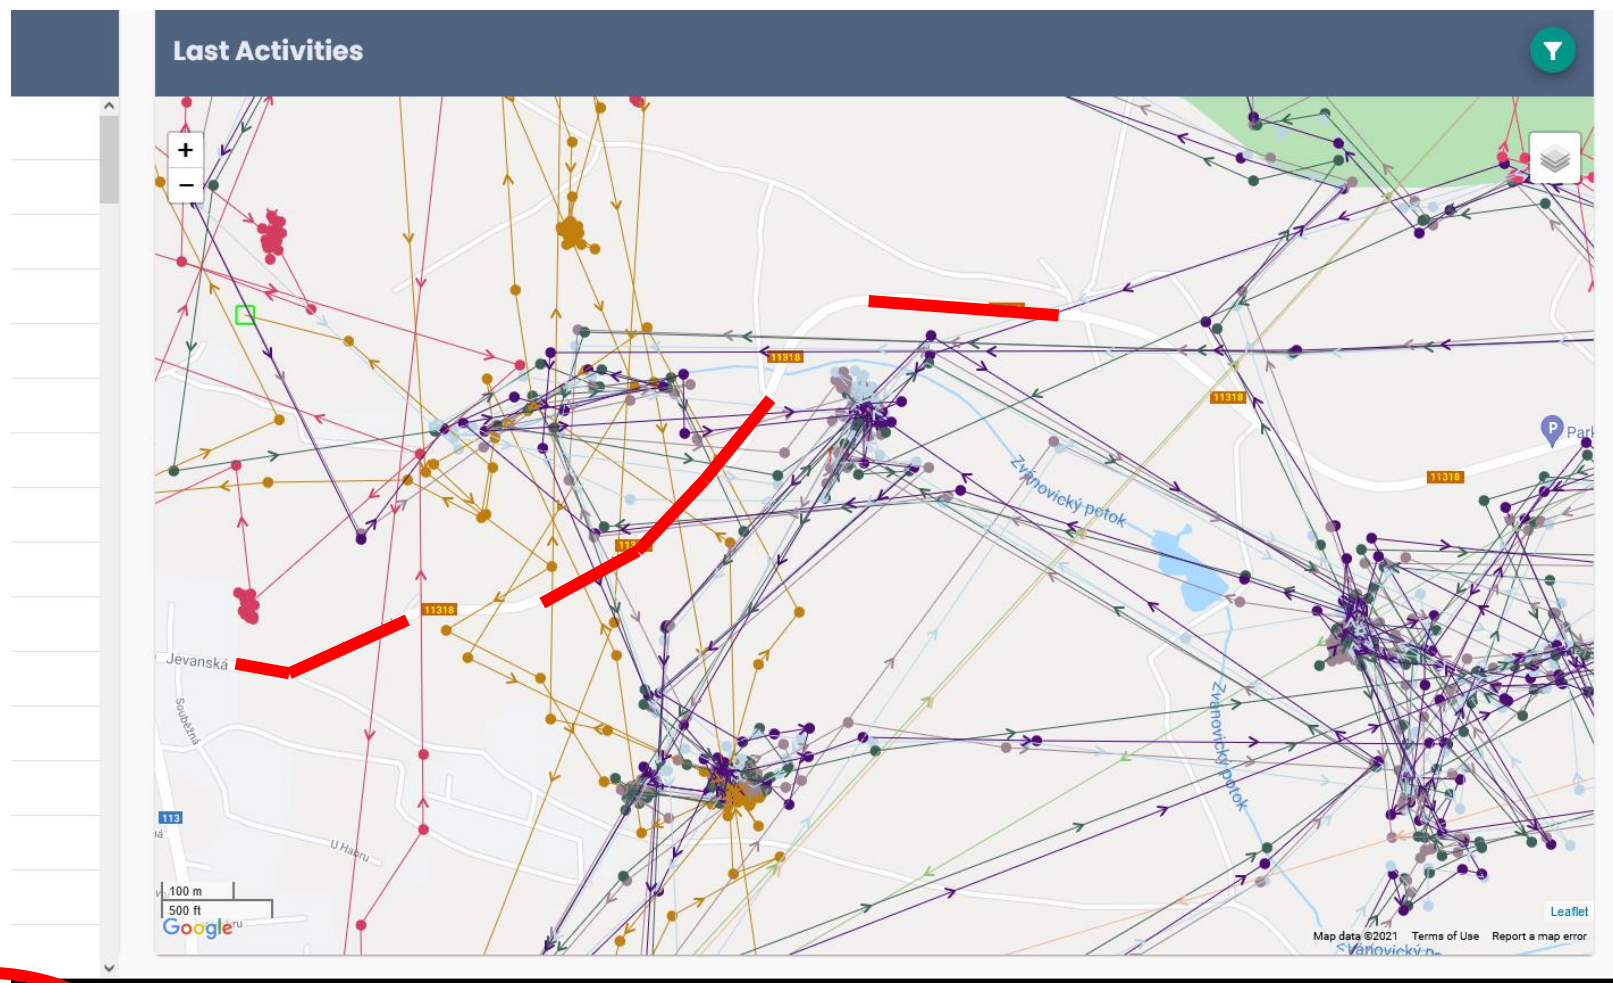 Last Activities
+
−
11318
11318
11318
P Park
Zvánovický potok
11318
Jevanská
Souběžná
Zvánovický potok
113
U Habru
100 m
500 ft
Google
Leaflet
Map data ©2021 Terms of Use Report a map error